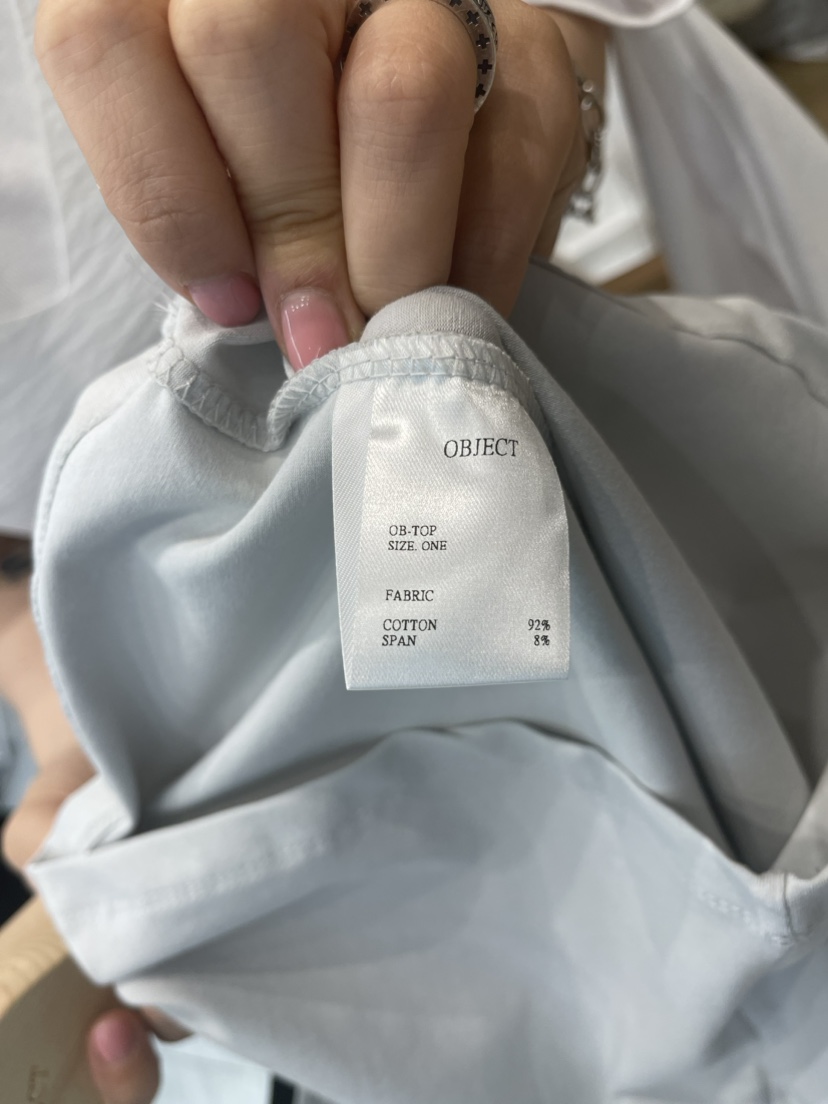 OBJECT
OB-TOP
SIZE. ONE
FABRIC
COTTON 92%
SPAN 8%